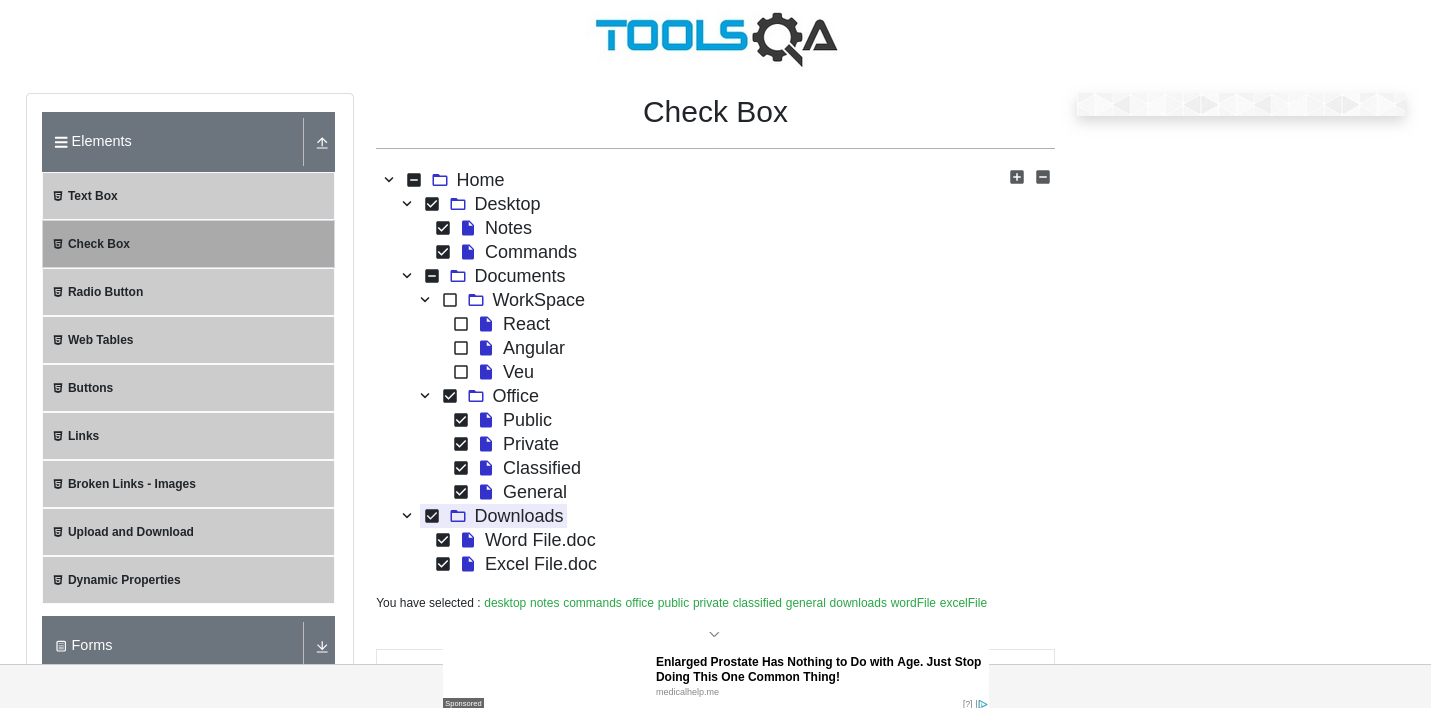 TOOLSQA
Elements
Text Box
Check Box
Radio Button
Web Tables
Buttons
Links
Broken Links - Images
Upload and Download
Dynamic Properties
Forms
Check Box
Home
Desktop
Notes
Commands
Documents
WorkSpace
React
Angular
Veu
Office
Public
Private
Classified
General
Downloads
Word File.doc
Excel File.doc
You have selected : desktop notes commands office public private classified general downloads wordFile excelFile
Enlarged Prostate Has Nothing to Do with Age. Just Stop
Doing This One Common Thing!
medicalhelp.me
Sponsored
[?]